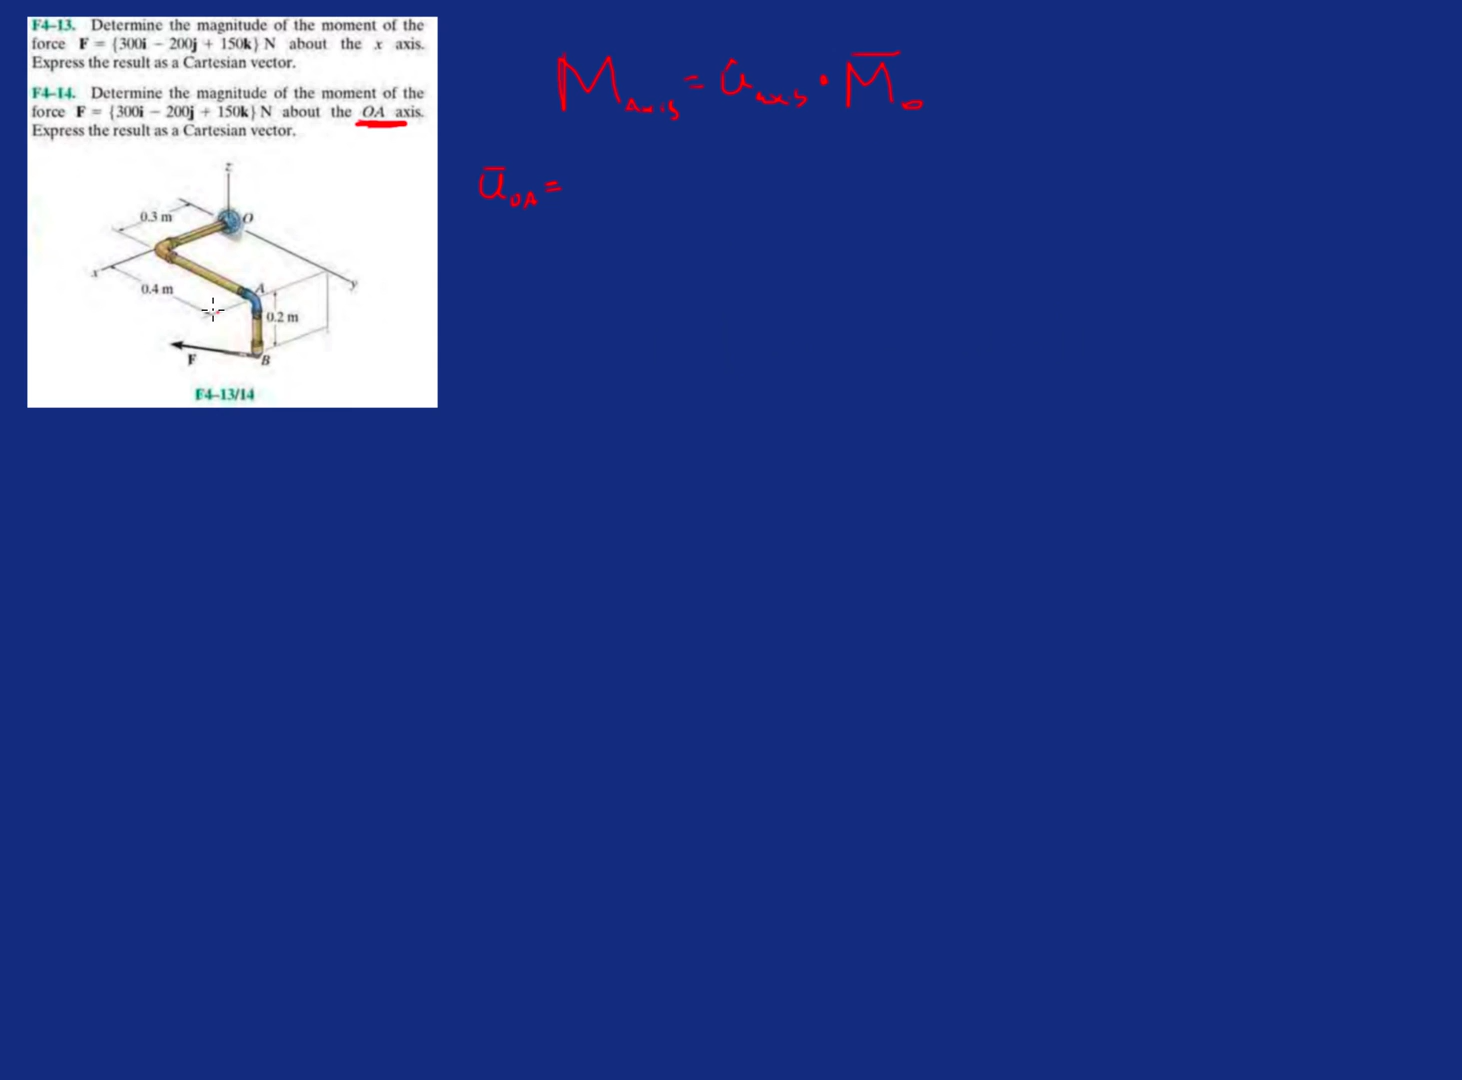 F4–13. Determine the magnitude of the moment of the
force F = {300i − 200j + 150k} N about the x axis.
Express the result as a Cartesian vector.
F4–14. Determine the magnitude of the moment of the
force F = {300i − 200j + 150k} N about the OA axis.
Express the result as a Cartesian vector.
z
0.3 m
O
x
0.4 m
A
y
0.2 m
F
B
F4–13/14
M_Axis = u_axis · M̅_o
u̅_OA =